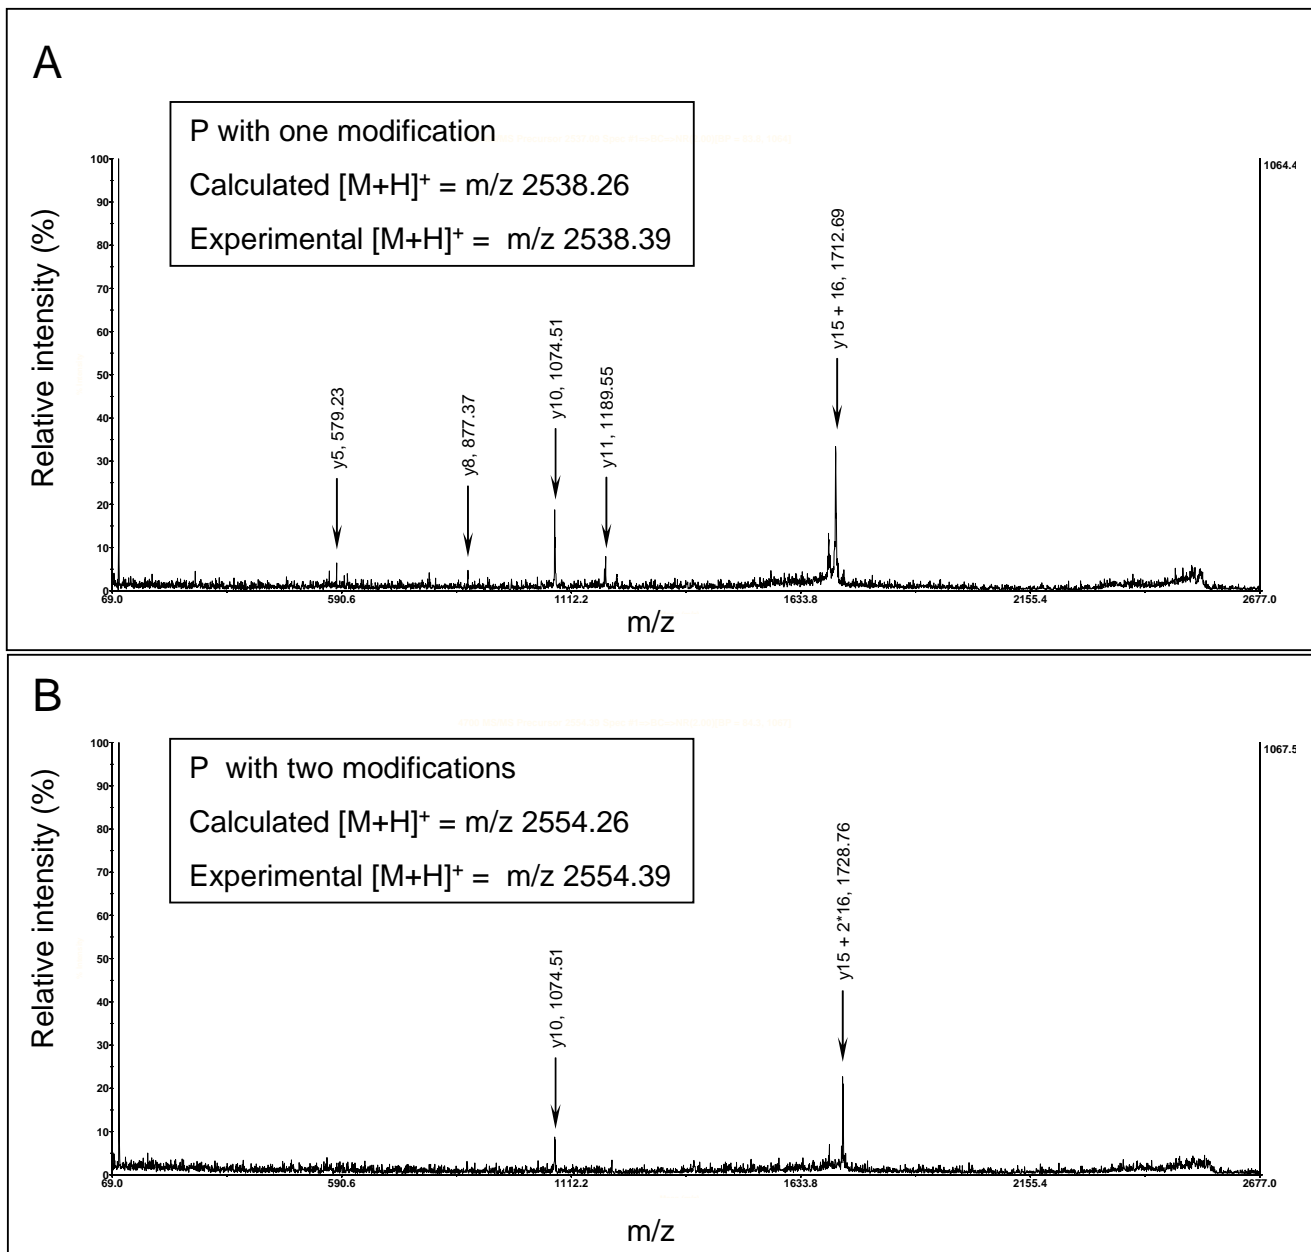 A
P with one modification
Calculated [M+H]⁺ = m/z 2538.26
Experimental [M+H]⁺ = m/z 2538.39
Relative intensity (%)
100
90
80
70
60
50
40
30
20
10
0
1064.4
y5, 579.23
y8, 877.37
y10, 1074.51
y11, 1189.55
y15 + 16, 1712.69
69.0
590.6
1112.2
1633.8
2155.4
2677.0
m/z
B
P with two modifications
Calculated [M+H]⁺ = m/z 2554.26
Experimental [M+H]⁺ = m/z 2554.39
Relative intensity (%)
100
90
80
70
60
50
40
30
20
10
0
y10, 1074.51
y15 + 2*16, 1728.76
69.0
590.6
1112.2
1633.8
2155.4
2677.0
m/z